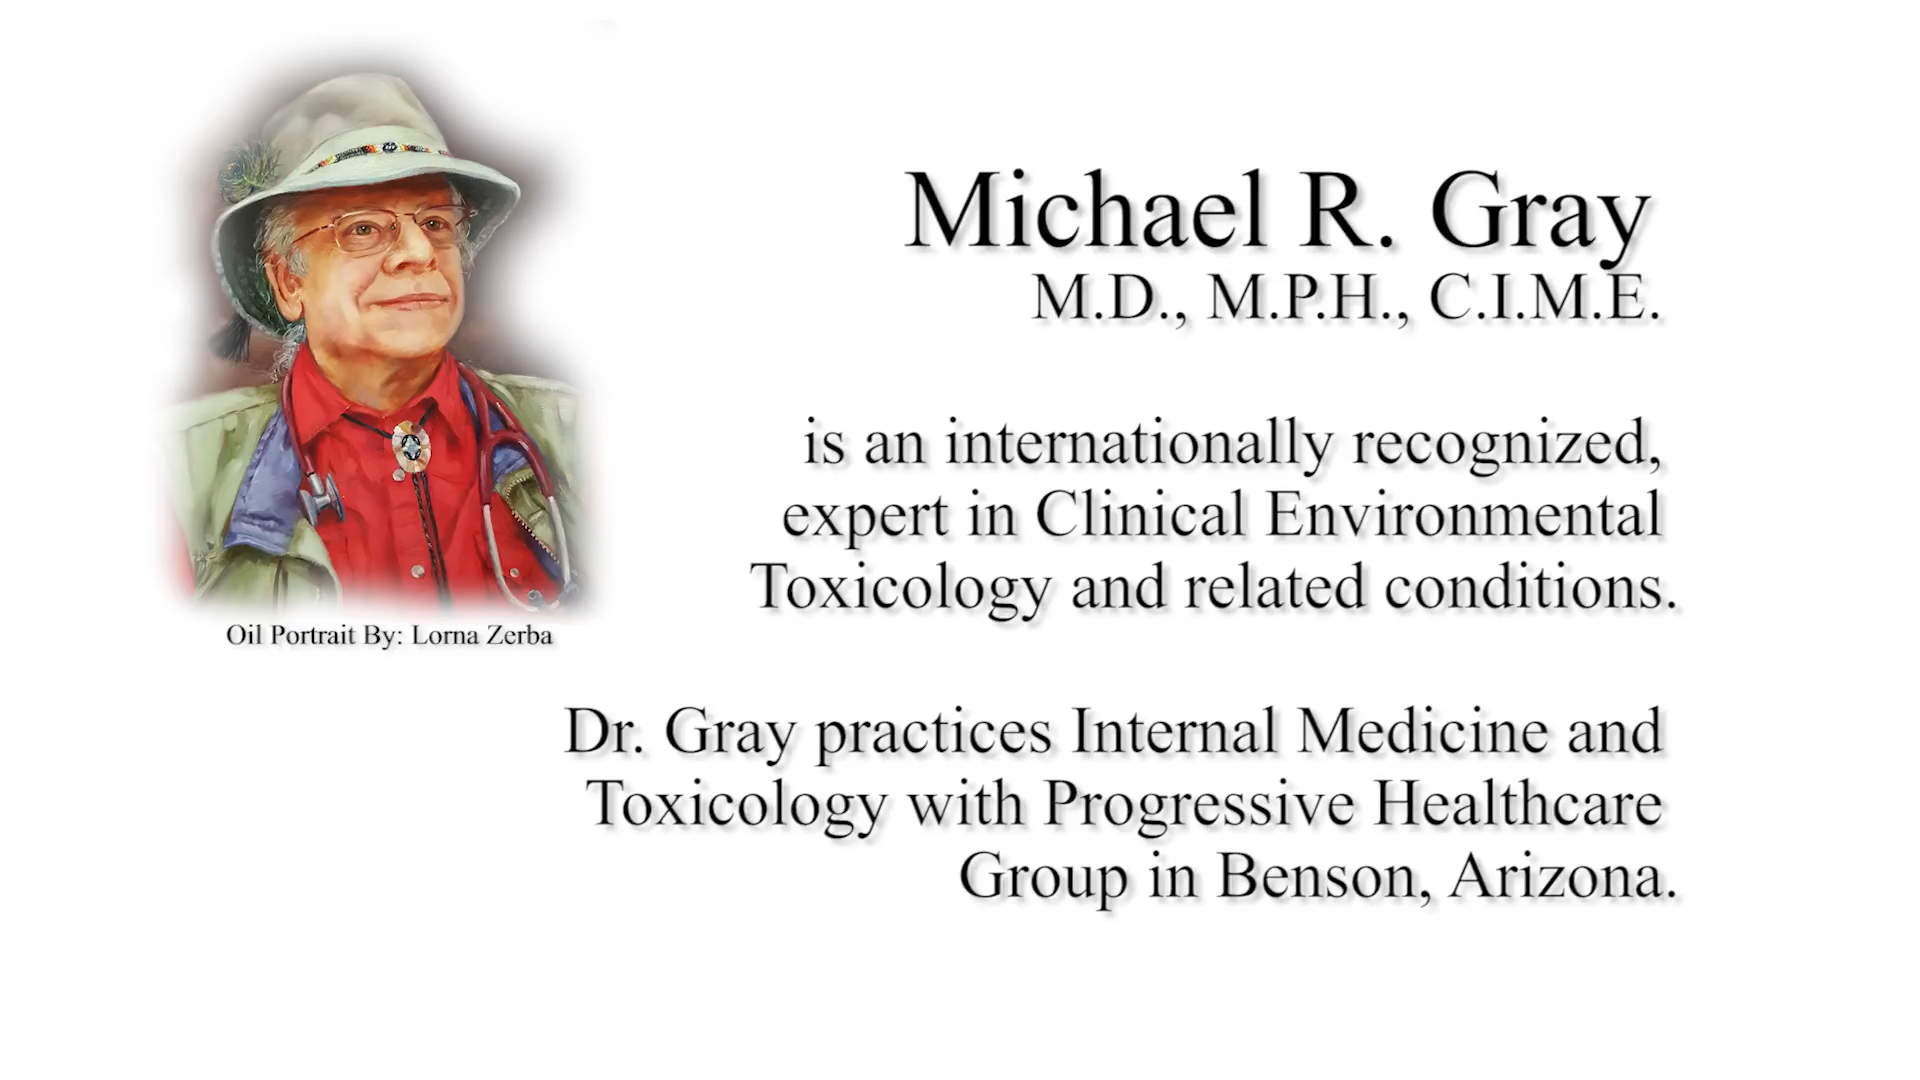 Michael R. Gray
M.D., M.P.H., C.I.M.E.
is an internationally recognized,
expert in Clinical Environmental
Toxicology and related conditions.
Oil Portrait By: Lorna Zerba
Dr. Gray practices Internal Medicine and
Toxicology with Progressive Healthcare
Group in Benson, Arizona.